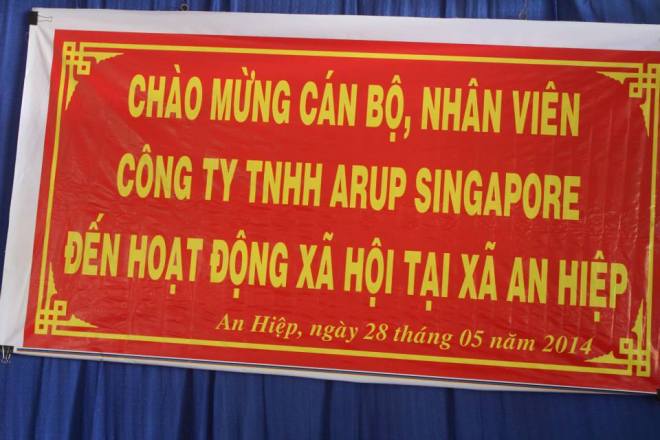 CHÀO MỪNG CÁN BỘ, NHÂN VIÊN
CÔNG TY TNHH ARUP SINGAPORE
ĐẾN HOẠT ĐỘNG XÃ HỘI TẠI XÃ AN HIỆP
An Hiệp, ngày 28 tháng 05 năm 2014